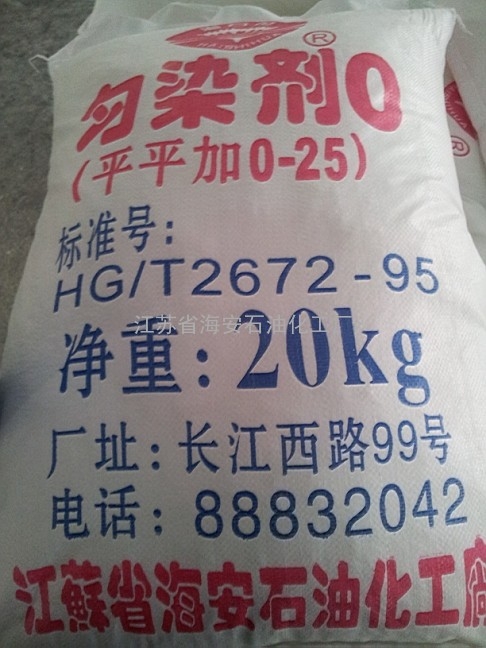 HAISHIHUA ®
匀染剂O
(平平加O-25)
标准号:
HG/T2672-95
江苏省海安石油化工厂
净重:20kg
厂址:长江西路99号
电话:88832042
江蘇省海安石油化工廠